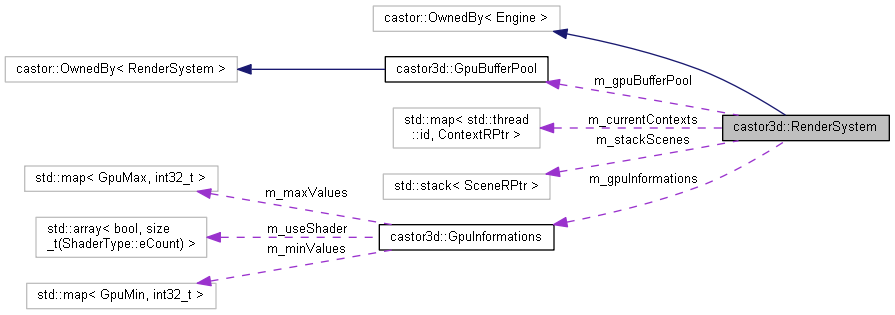 castor::OwnedBy< Engine >
castor::OwnedBy< RenderSystem >
castor3d::GpuBufferPool
m_gpuBufferPool
std::map< std::thread
::id, ContextRPtr >
m_currentContexts
castor3d::RenderSystem
m_stackScenes
std::stack< SceneRPtr >
m_gpuInformations
std::map< GpuMax, int32_t >
m_maxValues
std::array< bool, size
_t(ShaderType::eCount) >
m_useShader
castor3d::GpuInformations
m_minValues
std::map< GpuMin, int32_t >